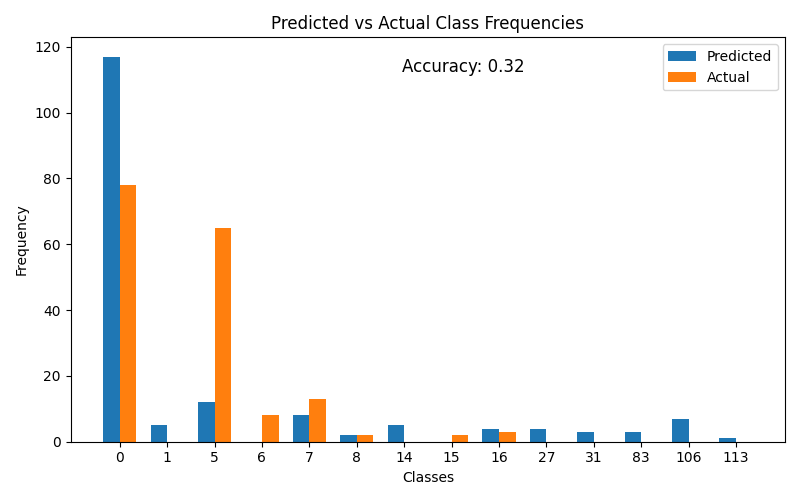 Predicted vs Actual Class Frequencies
Accuracy: 0.32
Predicted
Actual
Frequency
120
100
80
60
40
20
0
0 1 5 6 7 8 14 15 16 27 31 83 106 113
Classes